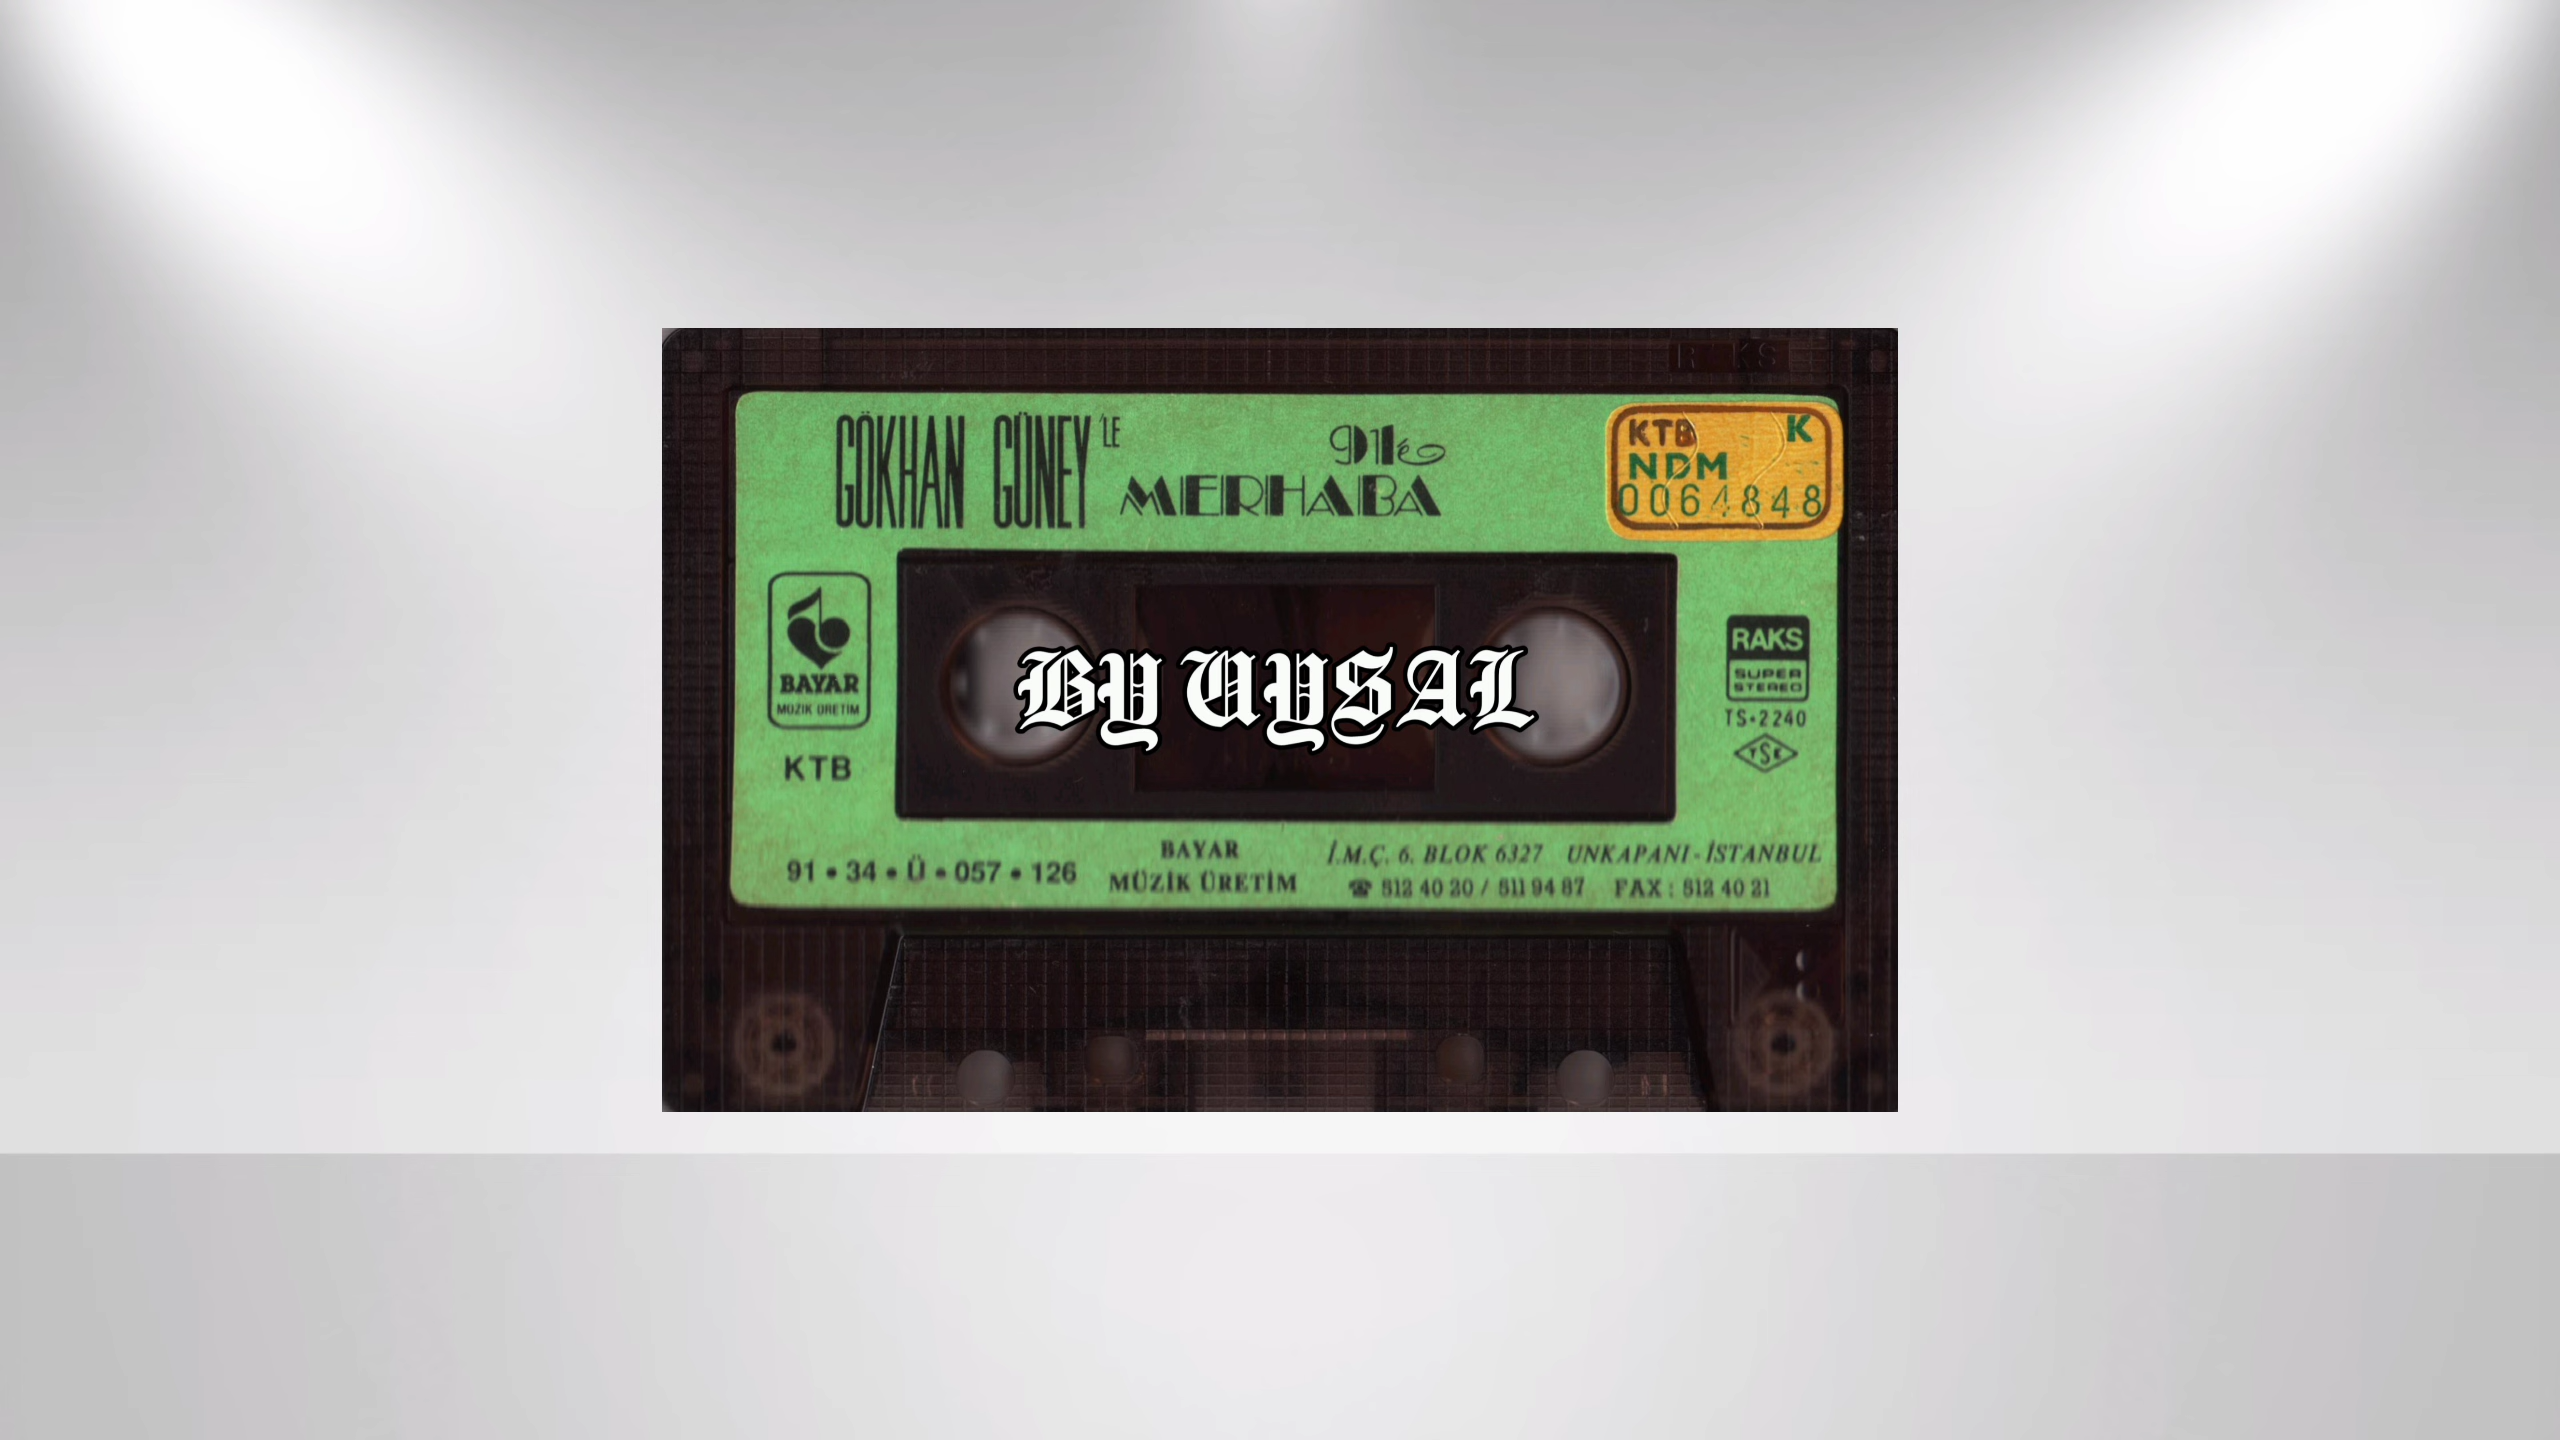 RAKS
GÖKHAN GÜNEY'LE
91'e
MERHABA
KTB K
NDM
0064848
BAYAR
MÜZİK ÜRETİM
KTB
BY UYSAL
RAKS
SUPER
STEREO
TS•2240
TSE
91 • 34 • Ü • 057 • 126
BAYAR
MÜZİK ÜRETİM
İ.M.Ç. 6. BLOK 6327 UNKAPANI - İSTANBUL
☎ 512 40 20 / 511 94 87 FAX : 512 40 21